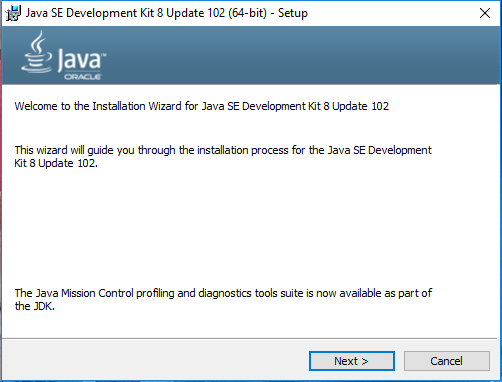 Java SE Development Kit 8 Update 102 (64-bit) - Setup
Java™
ORACLE
Welcome to the Installation Wizard for Java SE Development Kit 8 Update 102
This wizard will guide you through the installation process for the Java SE Development
Kit 8 Update 102.
The Java Mission Control profiling and diagnostics tools suite is now available as part of
the JDK.
Next >
Cancel